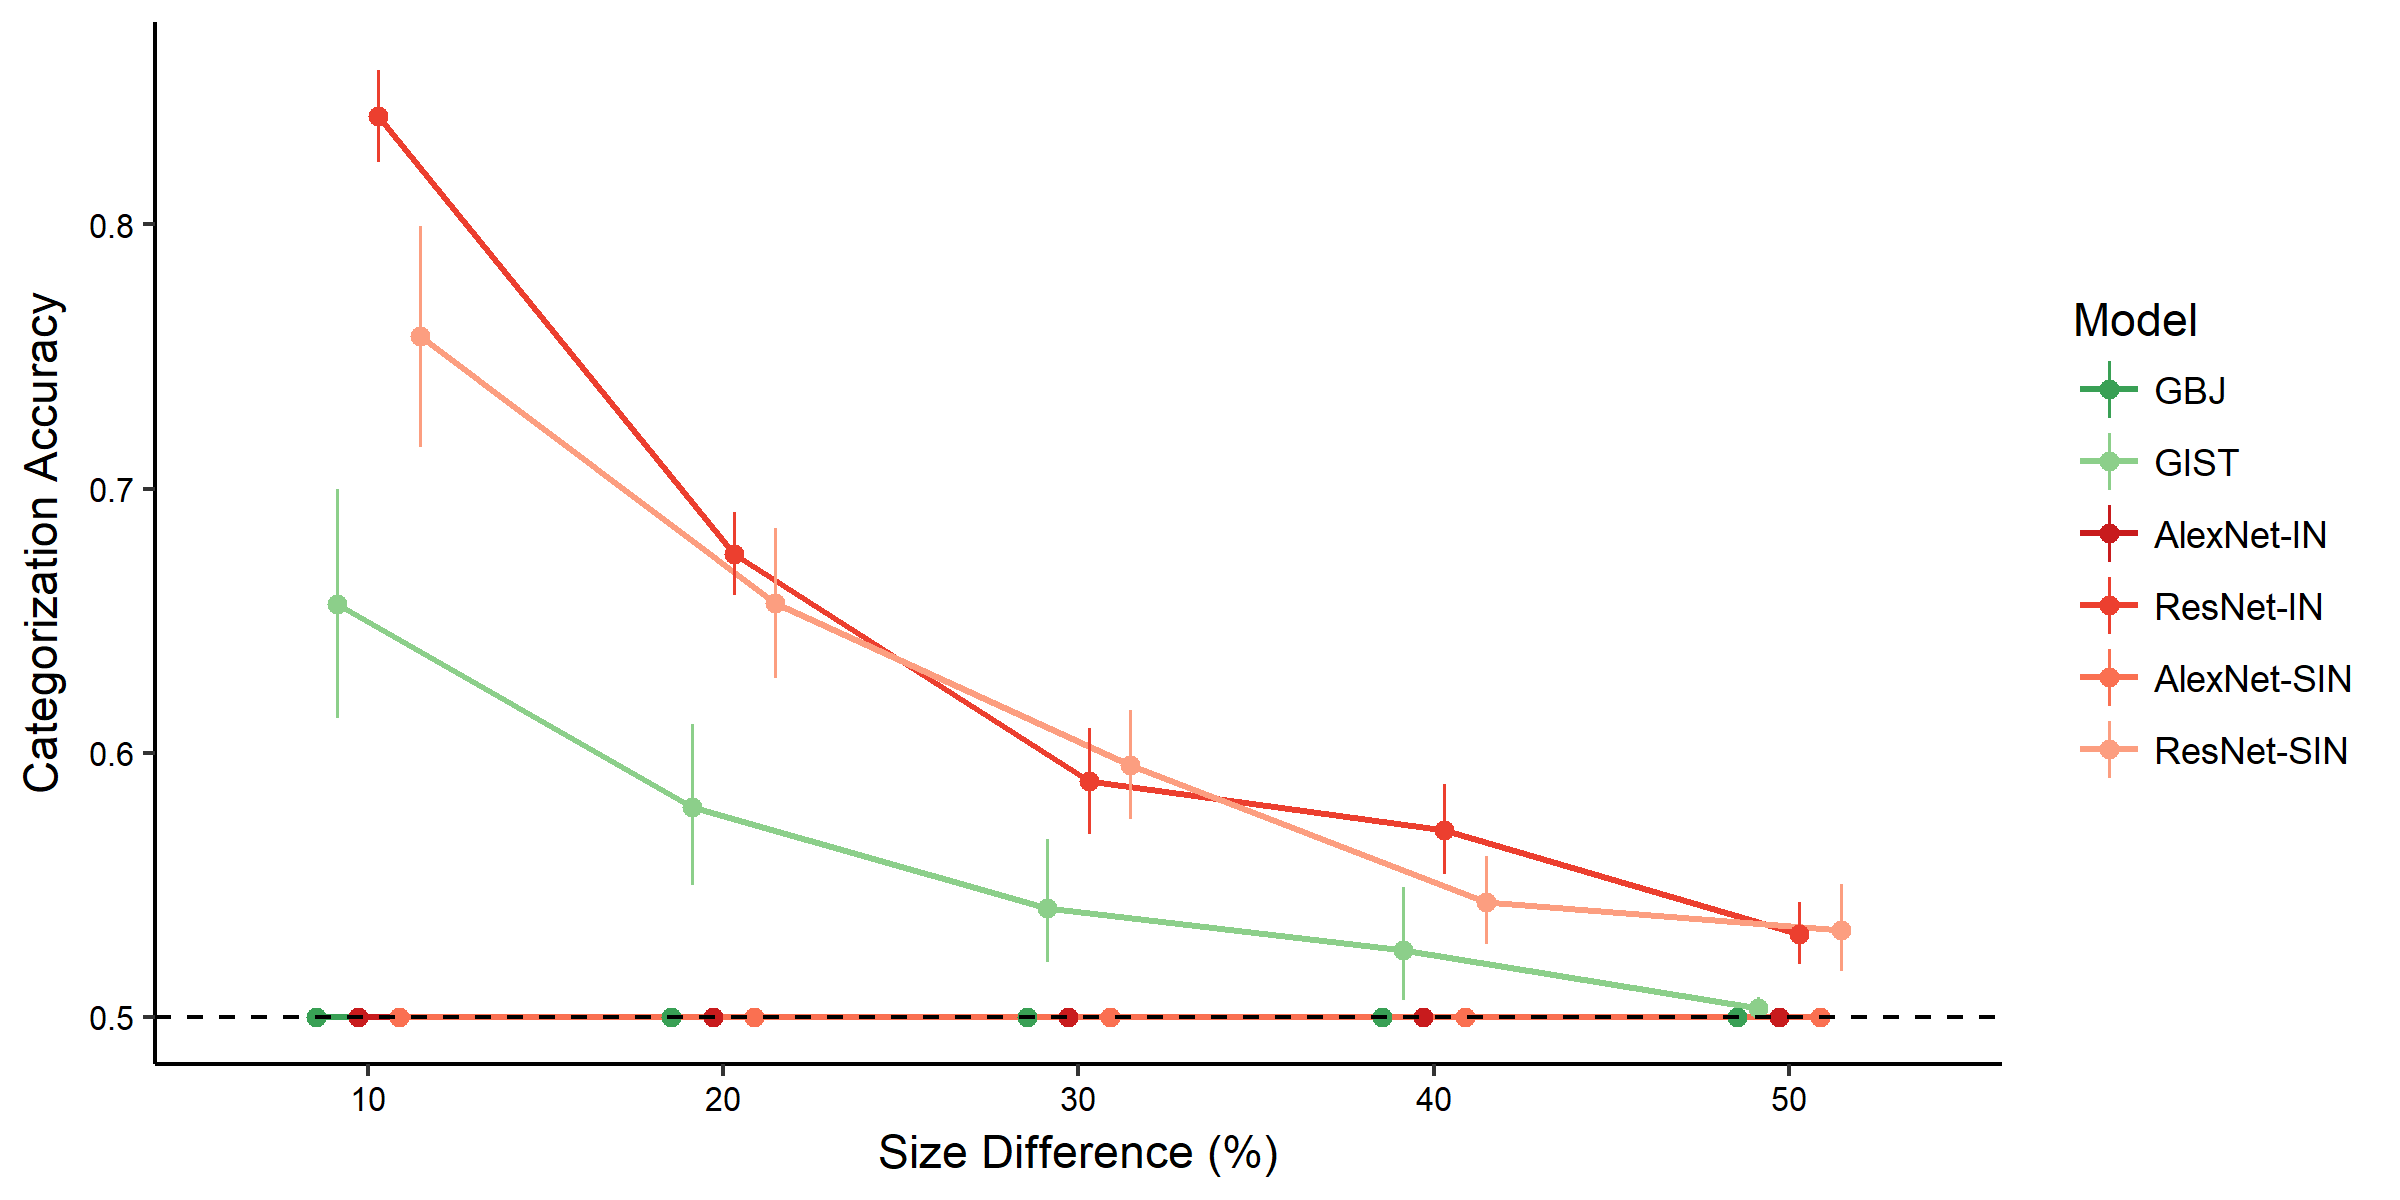 Categorization Accuracy
0.8
0.7
0.6
0.5
10 20 30 40 50
Size Difference (%)
Model
GBJ
GIST
AlexNet-IN
ResNet-IN
AlexNet-SIN
ResNet-SIN